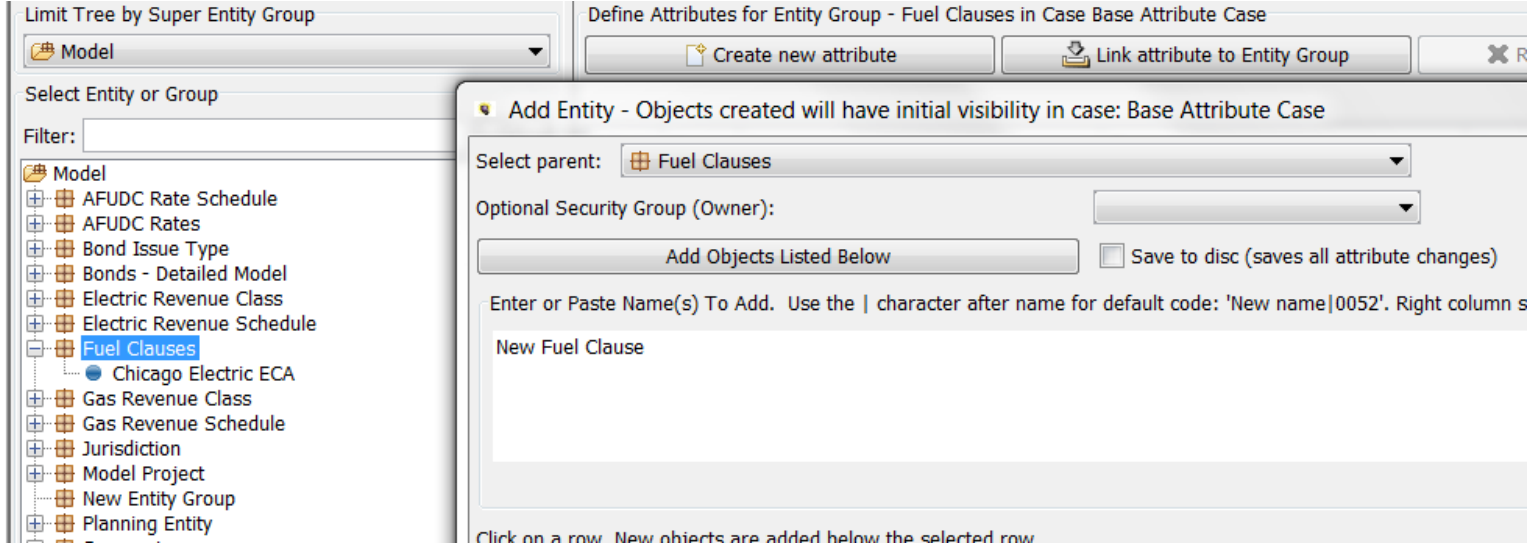 Limit Tree by Super Entity Group
Model
Select Entity or Group
Filter:
Model
AFUDC Rate Schedule
AFUDC Rates
Bond Issue Type
Bonds - Detailed Model
Electric Revenue Class
Electric Revenue Schedule
Fuel Clauses
Chicago Electric ECA
Gas Revenue Class
Gas Revenue Schedule
Jurisdiction
Model Project
New Entity Group
Planning Entity
Define Attributes for Entity Group - Fuel Clauses in Case Base Attribute Case
Create new attribute
Link attribute to Entity Group
R
Add Entity - Objects created will have initial visibility in case: Base Attribute Case
Select parent: Fuel Clauses
Optional Security Group (Owner):
Add Objects Listed Below
Save to disc (saves all attribute changes)
Enter or Paste Name(s) To Add. Use the | character after name for default code: 'New name|0052'. Right column s
New Fuel Clause
Click on a row. New objects are added below the selected row